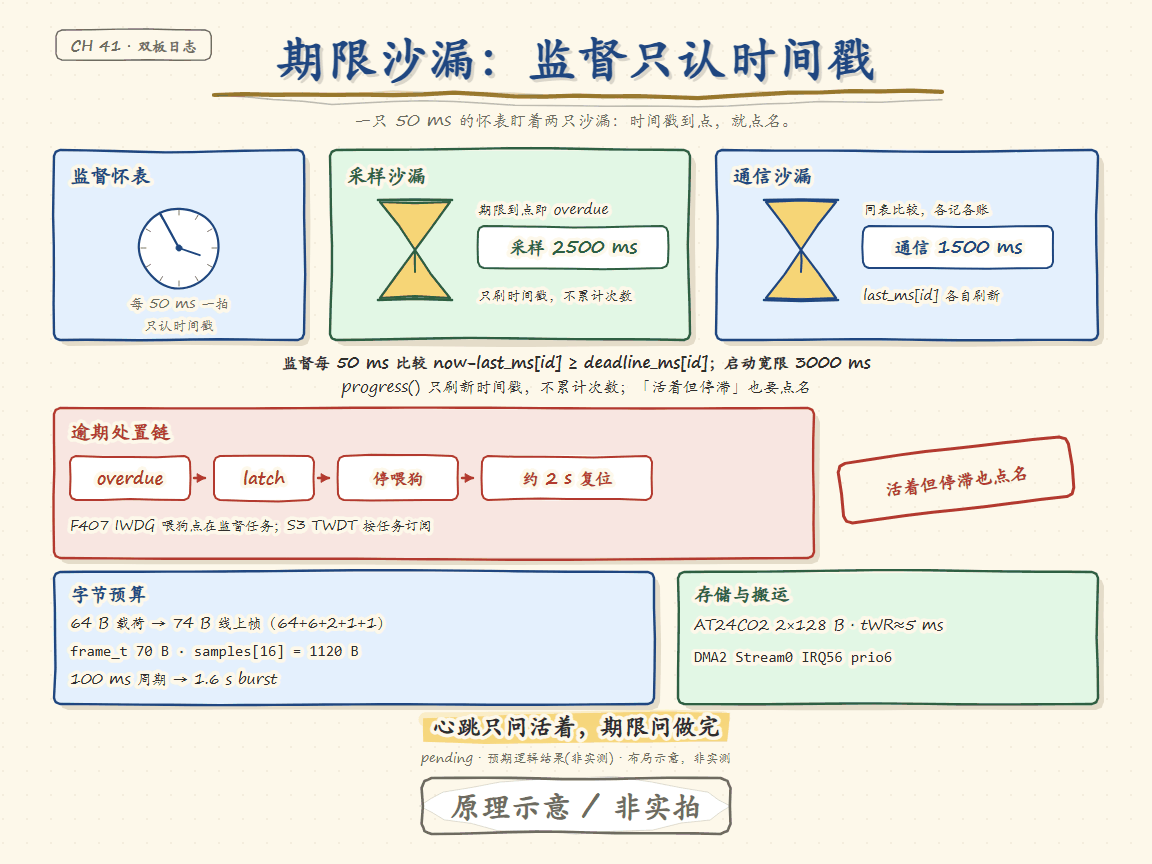 CH 41 · 双板日志
期限沙漏：监督只认时间戳
一只 50 ms 的怀表盯着两只沙漏：时间戳到点，就点名。
监督怀表
每 50 ms 一拍
只认时间戳
采样沙漏
期限到点即 overdue
采样 2500 ms
只刷时间戳，不累计次数
通信沙漏
同表比较，各记各账
通信 1500 ms
last_ms[id] 各自刷新
监督每 50 ms 比较 now-last_ms[id] ≥ deadline_ms[id]；启动宽限 3000 ms
progress() 只刷新时间戳，不累计次数；「活着但停滞」也要点名
逾期处置链
overdue
latch
停喂狗
约 2 s 复位
F407 IWDG 喂狗点在监督任务；S3 TWDT 按任务订阅
活着但停滞也点名
字节预算
64 B 载荷 → 74 B 线上帧（64+6+2+1+1）
frame_t 70 B · samples[16] = 1120 B
100 ms 周期 → 1.6 s burst
存储与搬运
AT24C02 2×128 B · tWR≈5 ms
DMA2 Stream0 IRQ56 prio6
心跳只问活着，期限问做完
pending · 预期逻辑结果(非实测) · 布局示意，非实测
原理示意 / 非实拍